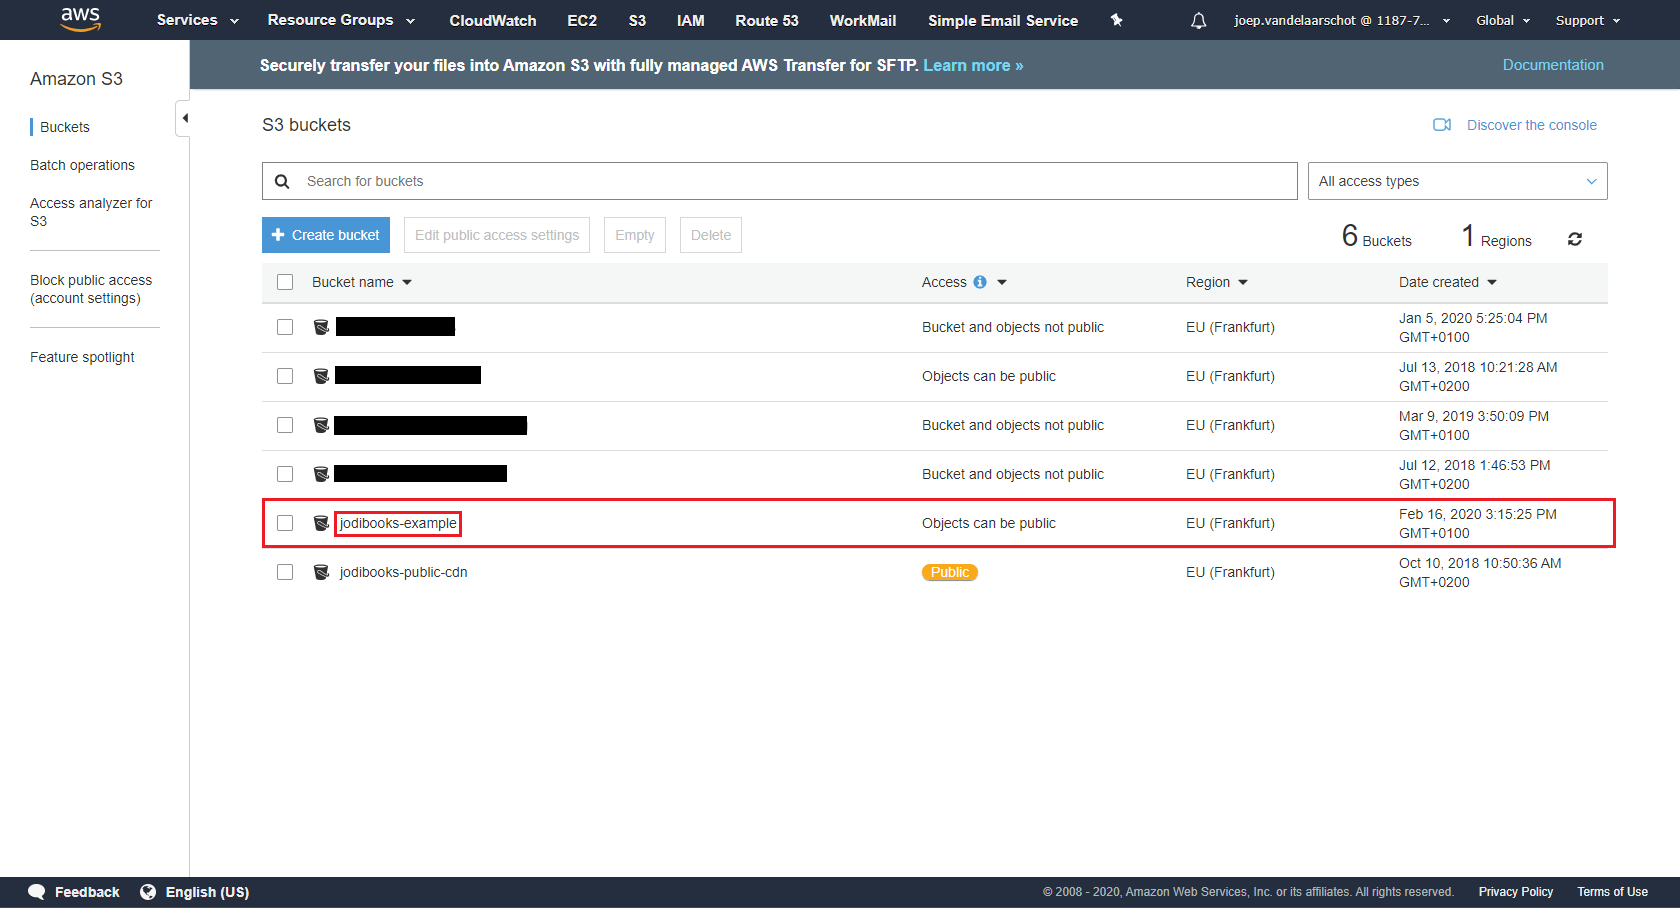 aws Services Resource Groups CloudWatch EC2 S3 IAM Route 53 WorkMail Simple Email Service joep.vandelaarschot @ 1187-7... Global Support
Amazon S3
Buckets
Batch operations
Access analyzer for
S3
Block public access
(account settings)
Feature spotlight
Securely transfer your files into Amazon S3 with fully managed AWS Transfer for SFTP. Learn more » Documentation
S3 buckets Discover the console
Search for buckets All access types
Create bucket Edit public access settings Empty Delete 6 Buckets 1 Regions
Bucket name Access Region Date created
Bucket and objects not public EU (Frankfurt) Jan 5, 2020 5:25:04 PM
GMT+0100
Objects can be public EU (Frankfurt) Jul 13, 2018 10:21:28 AM
GMT+0200
Bucket and objects not public EU (Frankfurt) Mar 9, 2019 3:50:09 PM
GMT+0100
Bucket and objects not public EU (Frankfurt) Jul 12, 2018 1:46:53 PM
GMT+0200
jodibooks-example Objects can be public EU (Frankfurt) Feb 16, 2020 3:15:25 PM
GMT+0100
jodibooks-public-cdn Public EU (Frankfurt) Oct 10, 2018 10:50:36 AM
GMT+0200
Feedback English (US) © 2008 - 2020, Amazon Web Services, Inc. or its affiliates. All rights reserved. Privacy Policy Terms of Use